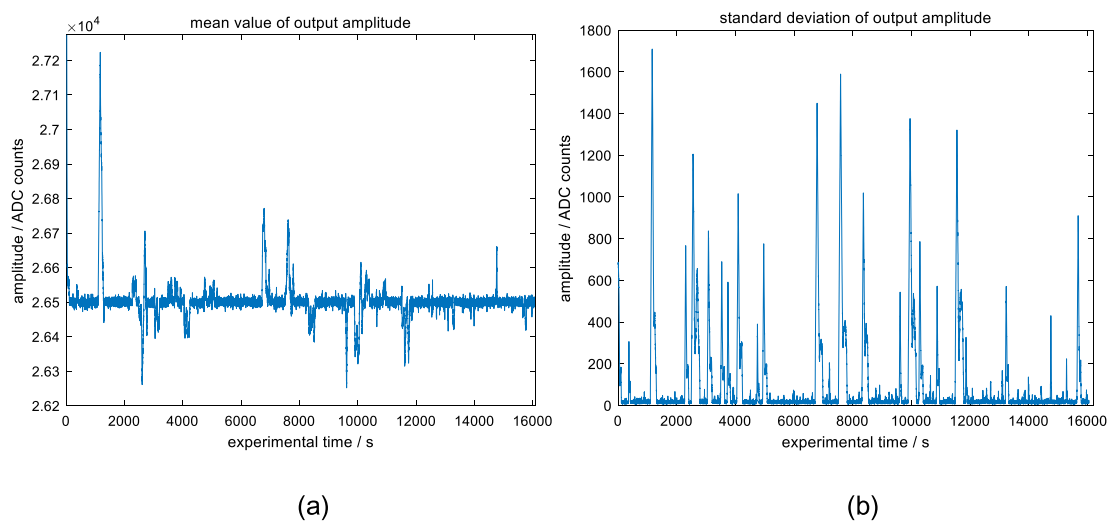 mean value of output amplitude
×10⁴
2.72
2.71
2.7
2.69
2.68
2.67
2.66
2.65
2.64
2.63
2.62
0 2000 4000 6000 8000 10000 12000 14000 16000
amplitude / ADC counts
experimental time / s
(a)
standard deviation of output amplitude
1800
1600
1400
1200
1000
800
600
400
200
0
0 2000 4000 6000 8000 10000 12000 14000 16000
amplitude / ADC counts
experimental time / s
(b)